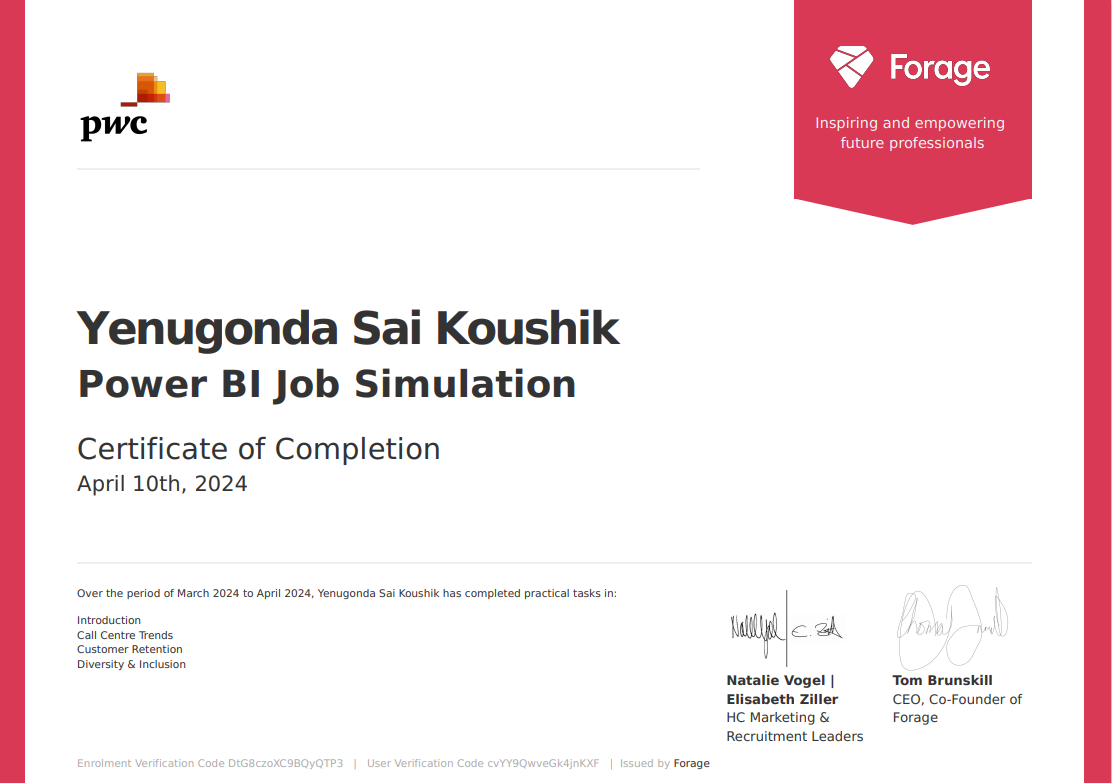 pwc
Forage
Inspiring and empowering
future professionals
Yenugonda Sai Koushik
Power BI Job Simulation
Certificate of Completion
April 10th, 2024
Over the period of March 2024 to April 2024, Yenugonda Sai Koushik has completed practical tasks in:
Introduction
Call Centre Trends
Customer Retention
Diversity & Inclusion
Natalie Vogel |
Elisabeth Ziller
HC Marketing &
Recruitment Leaders
Tom Brunskill
CEO, Co-Founder of
Forage
Enrolment Verification Code DtG8czoXC9BQyQTP3 | User Verification Code cvYY9QwveGk4jnKXF | Issued by Forage